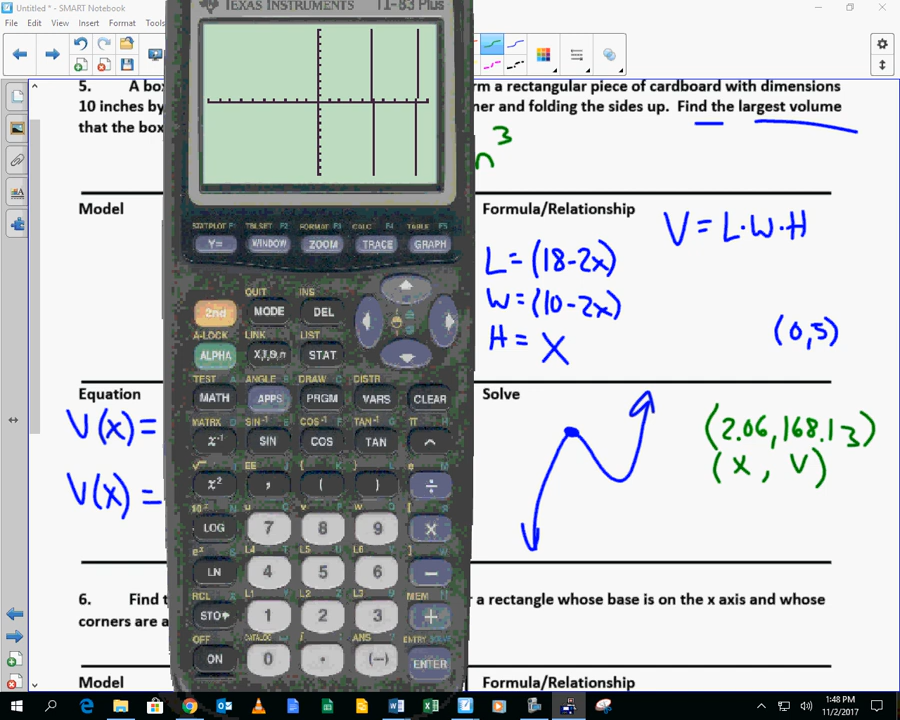 Untitled * - SMART Notebook
File Edit View Insert Format Tools
TEXAS INSTRUMENTS TI-83 Plus
5. A box
rm a rectangular piece of cardboard with dimensions
10 inches by
ner and folding the sides up. Find the largest volume
that the box
n³
Model
Formula/Relationship
V = L·W·H
L = (18-2x)
W = (10-2x)
H = X
(0,5)
Equation
Solve
V(x) =
V(x) =
(2.06, 168.13)
(X, V)
6. Find t
r a rectangle whose base is on the x axis and whose
corners are a
Model
Formula/Relationship
STATPLOT F1 TBLSET F2 FORMAT F3 CALC F4 TABLE F5
Y= WINDOW ZOOM TRACE GRAPH
QUIT INS
2nd MODE DEL
A-LOCK LINK LIST
ALPHA X,T,θ,n STAT
TEST A ANGLE B DRAW C DISTR
MATH APPS PRGM VARS CLEAR
MATRX D SIN⁻¹ E COS⁻¹ F TAN⁻¹ G π H
x⁻¹ SIN COS TAN ^
√ I EE J { K } L e M
x² , ( ) ÷
10ˣ N u O v P w Q [ R
LOG 7 8 9 ×
eˣ S L4 T L5 U L6 V ] W
LN 4 5 6 −
RCL X L1 Y L2 Z L3 θ MEM "
STO 1 2 3 +
OFF CATALOG i : ANS ? ENTRY SOLVE
ON 0 . (−) ENTER
1:48 PM
11/2/2017